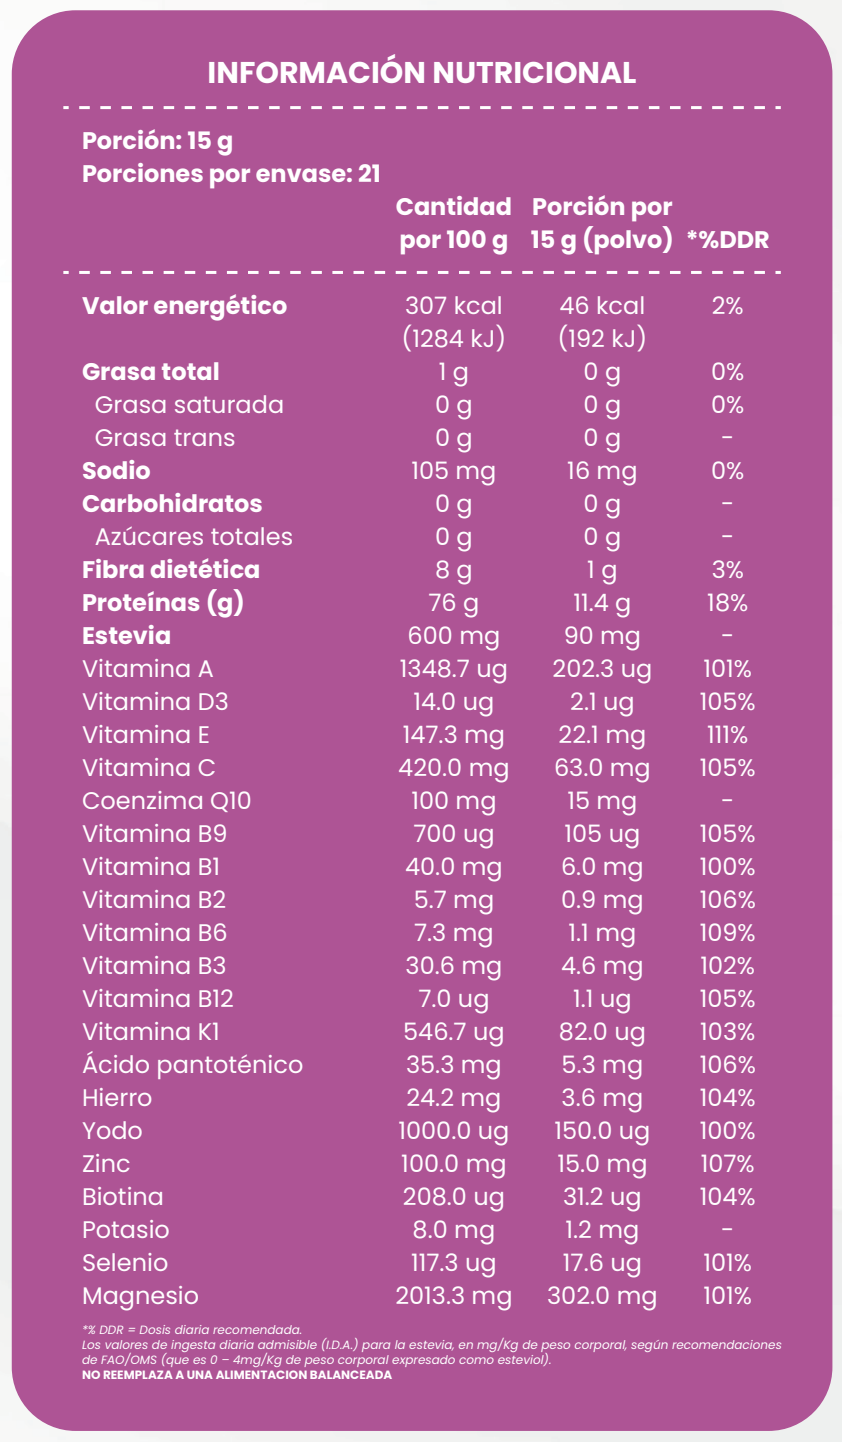 INFORMACIÓN NUTRICIONAL
Porción: 15 g
Porciones por envase: 21
Cantidad Porción por
por 100 g 15 g (polvo) *%DDR
Valor energético 307 kcal 46 kcal 2%
(1284 kJ) (192 kJ)
Grasa total 1 g 0 g 0%
Grasa saturada 0 g 0 g 0%
Grasa trans 0 g 0 g -
Sodio 105 mg 16 mg 0%
Carbohidratos 0 g 0 g -
Azúcares totales 0 g 0 g -
Fibra dietética 8 g 1 g 3%
Proteínas (g) 76 g 11.4 g 18%
Estevia 600 mg 90 mg -
Vitamina A 1348.7 ug 202.3 ug 101%
Vitamina D3 14.0 ug 2.1 ug 105%
Vitamina E 147.3 mg 22.1 mg 111%
Vitamina C 420.0 mg 63.0 mg 105%
Coenzima Q10 100 mg 15 mg -
Vitamina B9 700 ug 105 ug 105%
Vitamina B1 40.0 mg 6.0 mg 100%
Vitamina B2 5.7 mg 0.9 mg 106%
Vitamina B6 7.3 mg 1.1 mg 109%
Vitamina B3 30.6 mg 4.6 mg 102%
Vitamina B12 7.0 ug 1.1 ug 105%
Vitamina K1 546.7 ug 82.0 ug 103%
Ácido pantoténico 35.3 mg 5.3 mg 106%
Hierro 24.2 mg 3.6 mg 104%
Yodo 1000.0 ug 150.0 ug 100%
Zinc 100.0 mg 15.0 mg 107%
Biotina 208.0 ug 31.2 ug 104%
Potasio 8.0 mg 1.2 mg -
Selenio 117.3 ug 17.6 ug 101%
Magnesio 2013.3 mg 302.0 mg 101%
*% DDR = Dosis diaria recomendada.
Los valores de ingesta diaria admisible (I.D.A.) para la estevia, en mg/Kg de peso corporal, según recomendaciones
de FAO/OMS (que es 0 – 4mg/Kg de peso corporal expresado como esteviol).
NO REEMPLAZA A UNA ALIMENTACION BALANCEADA